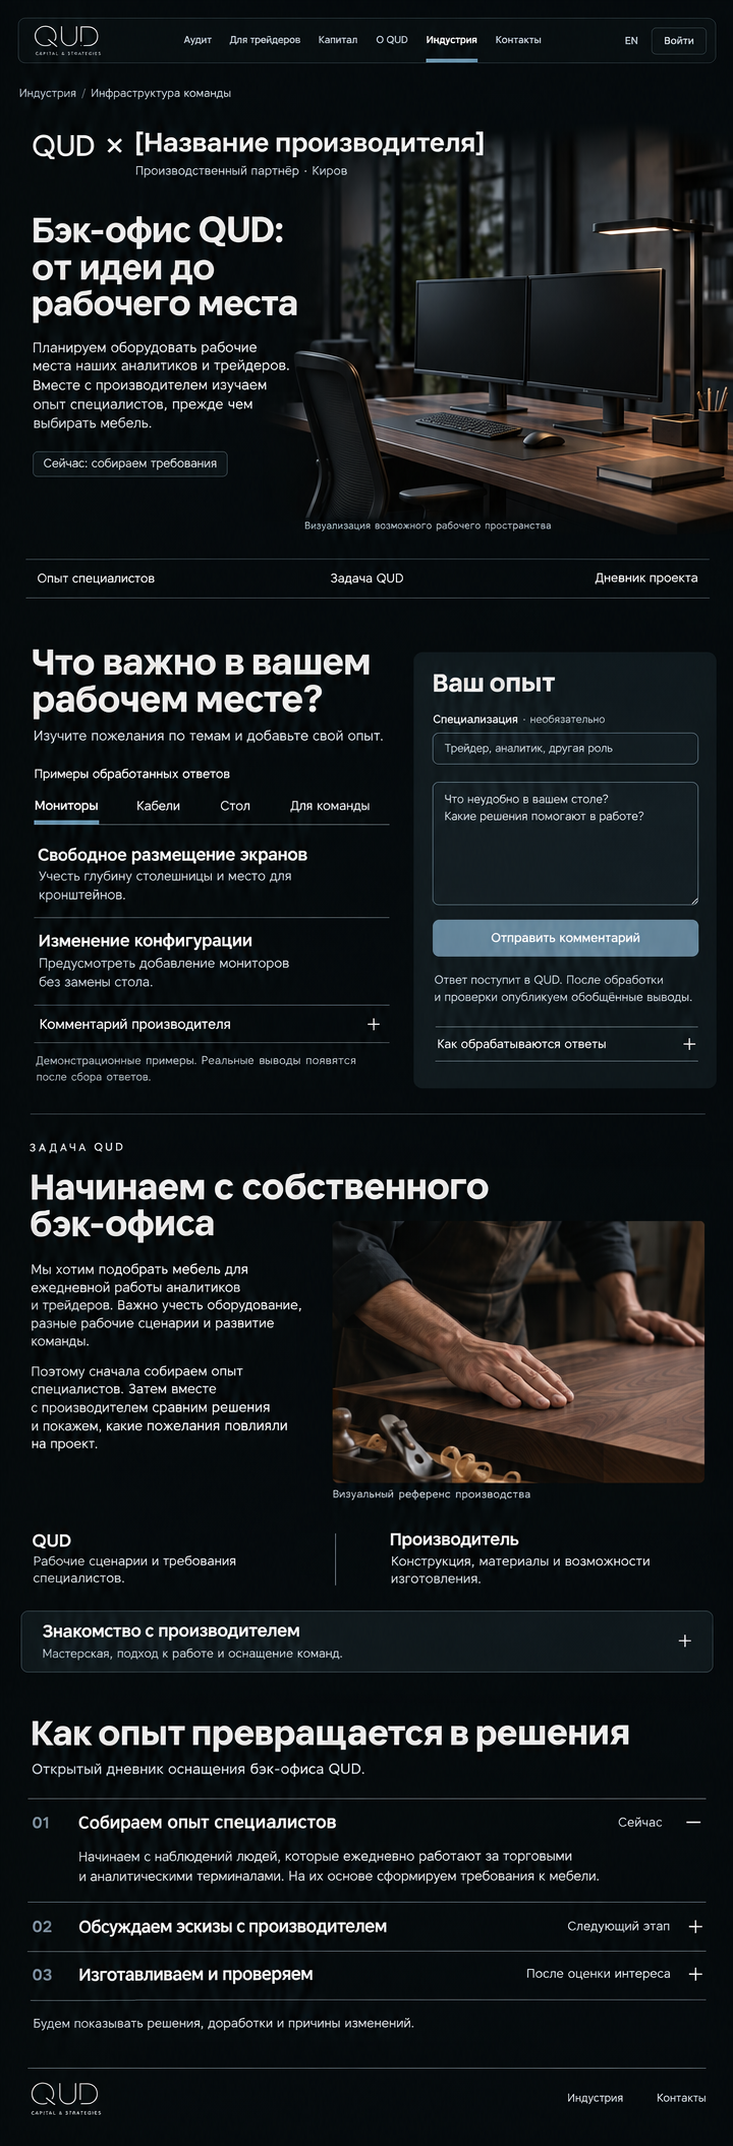 QUD
CAPITAL & STRATEGIES
Аудит
Для трейдеров
Капитал
О QUD
Индустрия
Контакты
EN
Войти
Индустрия / Инфраструктура команды
QUD × [Название производителя]
Производственный партнёр · Киров
Бэк-офис QUD:
от идеи до
рабочего места
Планируем оборудовать рабочие
места наших аналитиков и трейдеров.
Вместе с производителем изучаем
опыт специалистов, прежде чем
выбирать мебель.
Сейчас: собираем требования
Визуализация возможного рабочего пространства
Опыт специалистов
Задача QUD
Дневник проекта
Что важно в вашем
рабочем месте?
Изучите пожелания по темам и добавьте свой опыт.
Примеры обработанных ответов
Мониторы
Кабели
Стол
Для команды
Свободное размещение экранов
Учесть глубину столешницы и место для
кронштейнов.
Изменение конфигурации
Предусмотреть добавление мониторов
без замены стола.
Комментарий производителя +
Демонстрационные примеры. Реальные выводы появятся
после сбора ответов.
Ваш опыт
Специализация · необязательно
Трейдер, аналитик, другая роль
Что неудобно в вашем столе?
Какие решения помогают в работе?
Отправить комментарий
Ответ поступит в QUD. После обработки
и проверки опубликуем обобщённые выводы.
Как обрабатываются ответы +
ЗАДАЧА QUD
Начинаем с собственного
бэк-офиса
Мы хотим подобрать мебель для
ежедневной работы аналитиков
и трейдеров. Важно учесть оборудование,
разные рабочие сценарии и развитие
команды.
Поэтому сначала собираем опыт
специалистов. Затем вместе
с производителем сравним решения
и покажем, какие пожелания повлияли
на проект.
Визуальный референс производства
QUD
Рабочие сценарии и требования
специалистов.
Производитель
Конструкция, материалы и возможности
изготовления.
Знакомство с производителем
Мастерская, подход к работе и оснащение команд.
+
Как опыт превращается в решения
Открытый дневник оснащения бэк-офиса QUD.
01 Собираем опыт специалистов Сейчас —
Начинаем с наблюдений людей, которые ежедневно работают за торговыми
и аналитическими терминалами. На их основе сформируем требования к мебели.
02 Обсуждаем эскизы с производителем Следующий этап +
03 Изготавливаем и проверяем После оценки интереса +
Будем показывать решения, доработки и причины изменений.
QUD
CAPITAL & STRATEGIES
Индустрия
Контакты